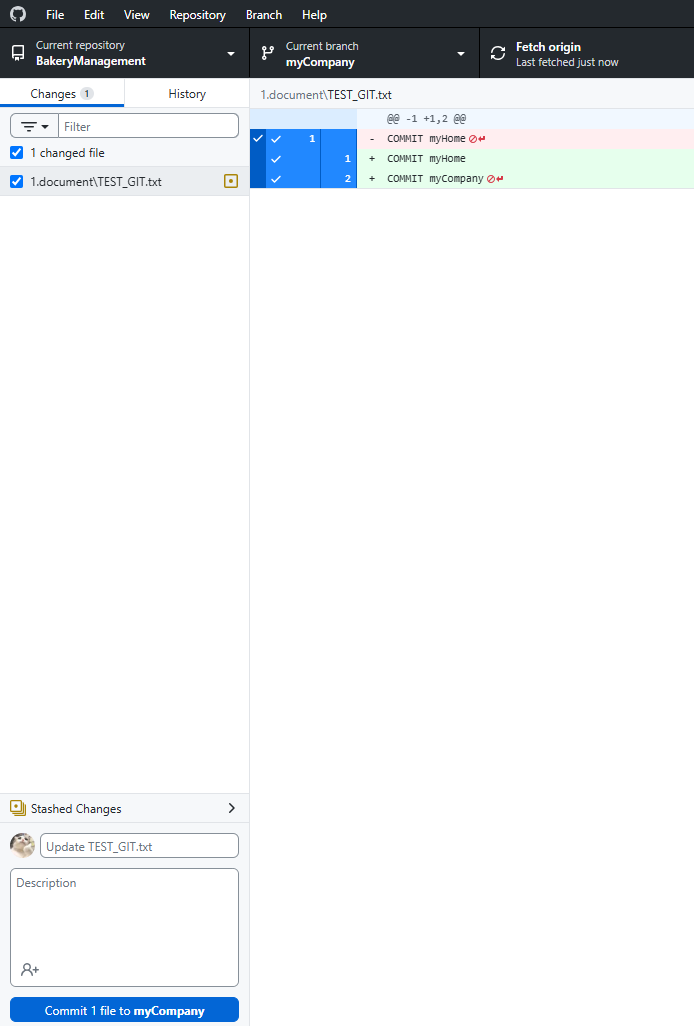 File Edit View Repository Branch Help
Current repository
BakeryManagement
Current branch
myCompany
Fetch origin
Last fetched just now
Changes 1 History
1.document\TEST_GIT.txt
Filter
1 changed file
1.document\TEST_GIT.txt
@@ -1 +1,2 @@
1 - COMMIT myHome
1 + COMMIT myHome
2 + COMMIT myCompany
Stashed Changes
Update TEST_GIT.txt
Description
Commit 1 file to myCompany